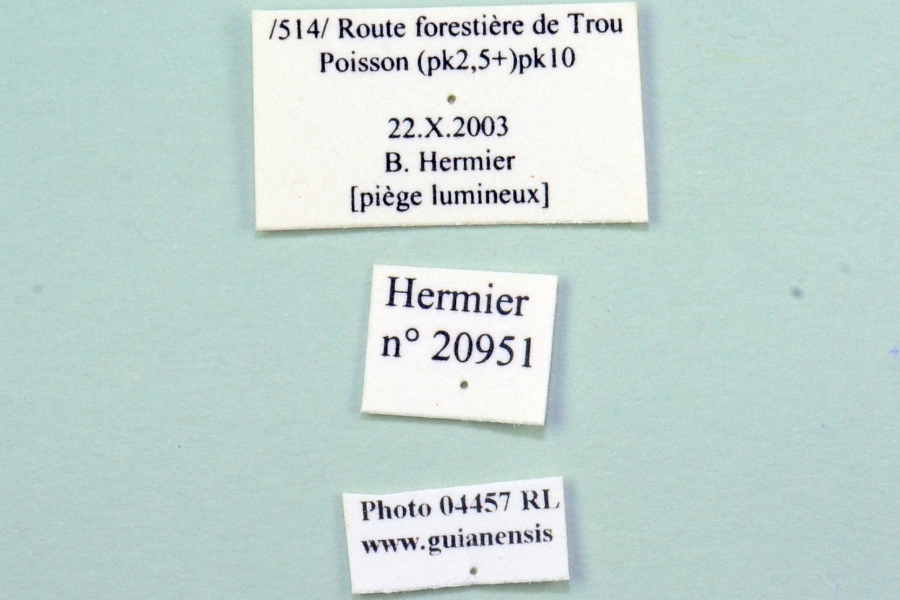 /514/ Route forestière de Trou
Poisson (pk2,5+)pk10
22.X.2003
B. Hermier
[piège lumineux]
Hermier
n° 20951
Photo 04457 RL
www.guianensis